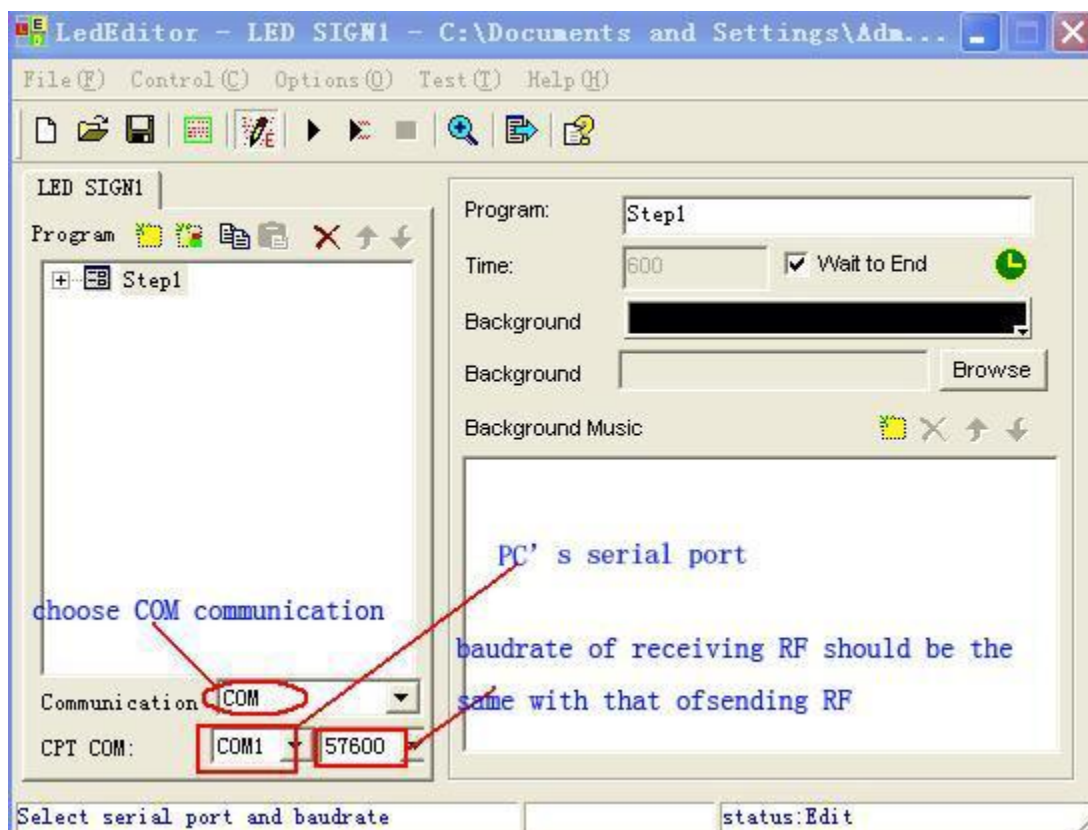 LedEditor - LED SIGN1 - C:\Documents and Settings\Adm...
File(F) Control(C) Options(O) Test(T) Help(H)
LED SIGN1
Program
Step1
Program: Step1
Time: 600 Wait to End
Background
Background Browse
Background Music
PC's serial port
choose COM communication
baudrate of receiving RF should be the
same with that ofsending RF
Communication COM
CPT COM: COM1 57600
Select serial port and baudrate status:Edit